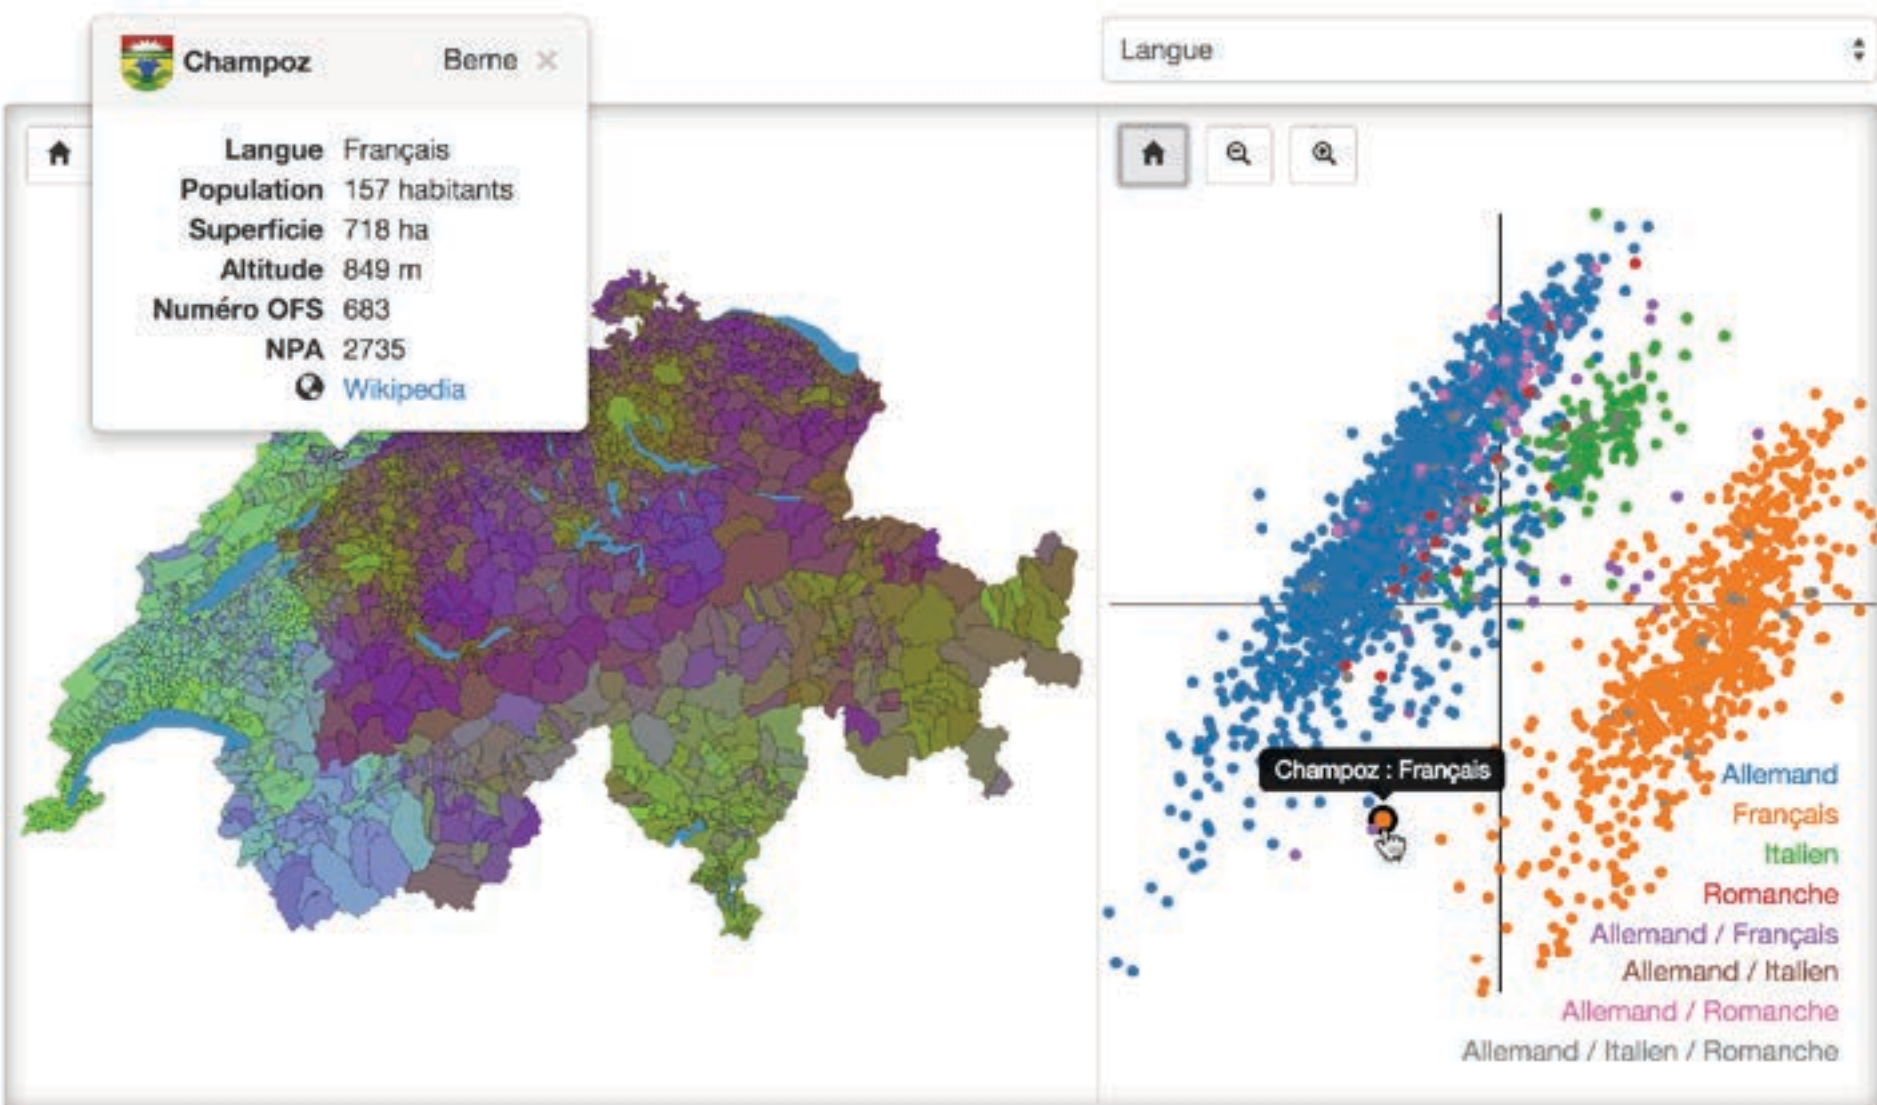 Champoz Berne ×
Langue Français
Population 157 habitants
Superficie 718 ha
Altitude 849 m
Numéro OFS 683
NPA 2735
Wikipedia
Langue
Champoz : Français
Allemand
Français
Italien
Romanche
Allemand / Français
Allemand / Italien
Allemand / Romanche
Allemand / Italien / Romanche